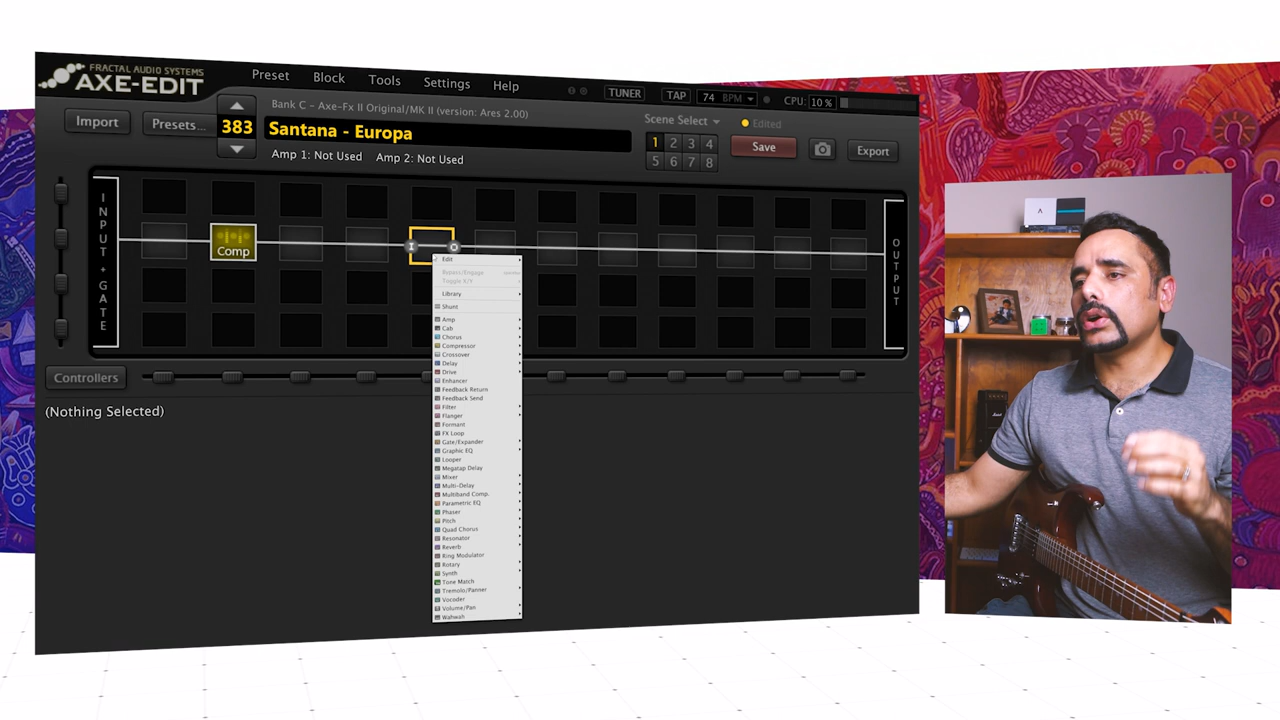 FRACTAL AUDIO SYSTEMS
AXE-EDIT
Preset Block Tools Settings Help
TUNER TAP 74 BPM CPU: 10 %
Import Presets... 383
Bank C - Axe-Fx II Original/MK II (version: Ares 2.00)
Santana - Europa
Amp 1: Not Used Amp 2: Not Used
Scene Select
1 2 3 4
5 6 7 8
Edited
Save
Export
INPUT + GATE
Comp
OUTPUT
Edit
Bypass/Engage
Toggle X/Y
Library
Shunt
Amp
Cab
Chorus
Compressor
Crossover
Delay
Drive
Enhancer
Feedback Return
Feedback Send
Filter
Flanger
Formant
FX Loop
Gate/Expander
Graphic EQ
Looper
Megatap Delay
Mixer
Multi-Delay
Multiband Comp.
Parametric EQ
Phaser
Pitch
Quad Chorus
Resonator
Reverb
Ring Modulator
Rotary
Synth
Tone Match
Tremolo/Panner
Vocoder
Volume/Pan
Wahwah
Controllers
(Nothing Selected)